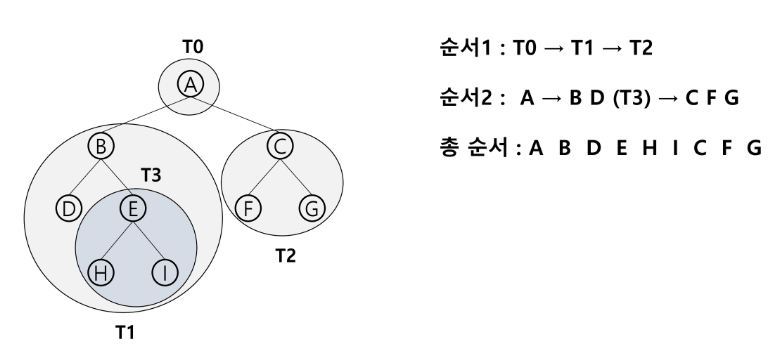 T0
A
B
C
T3
D
E
F
G
H
I
T2
T1
순서1 : T0 → T1 → T2
순서2 : A → B D (T3) → C F G
총 순서 : A B D E H I C F G